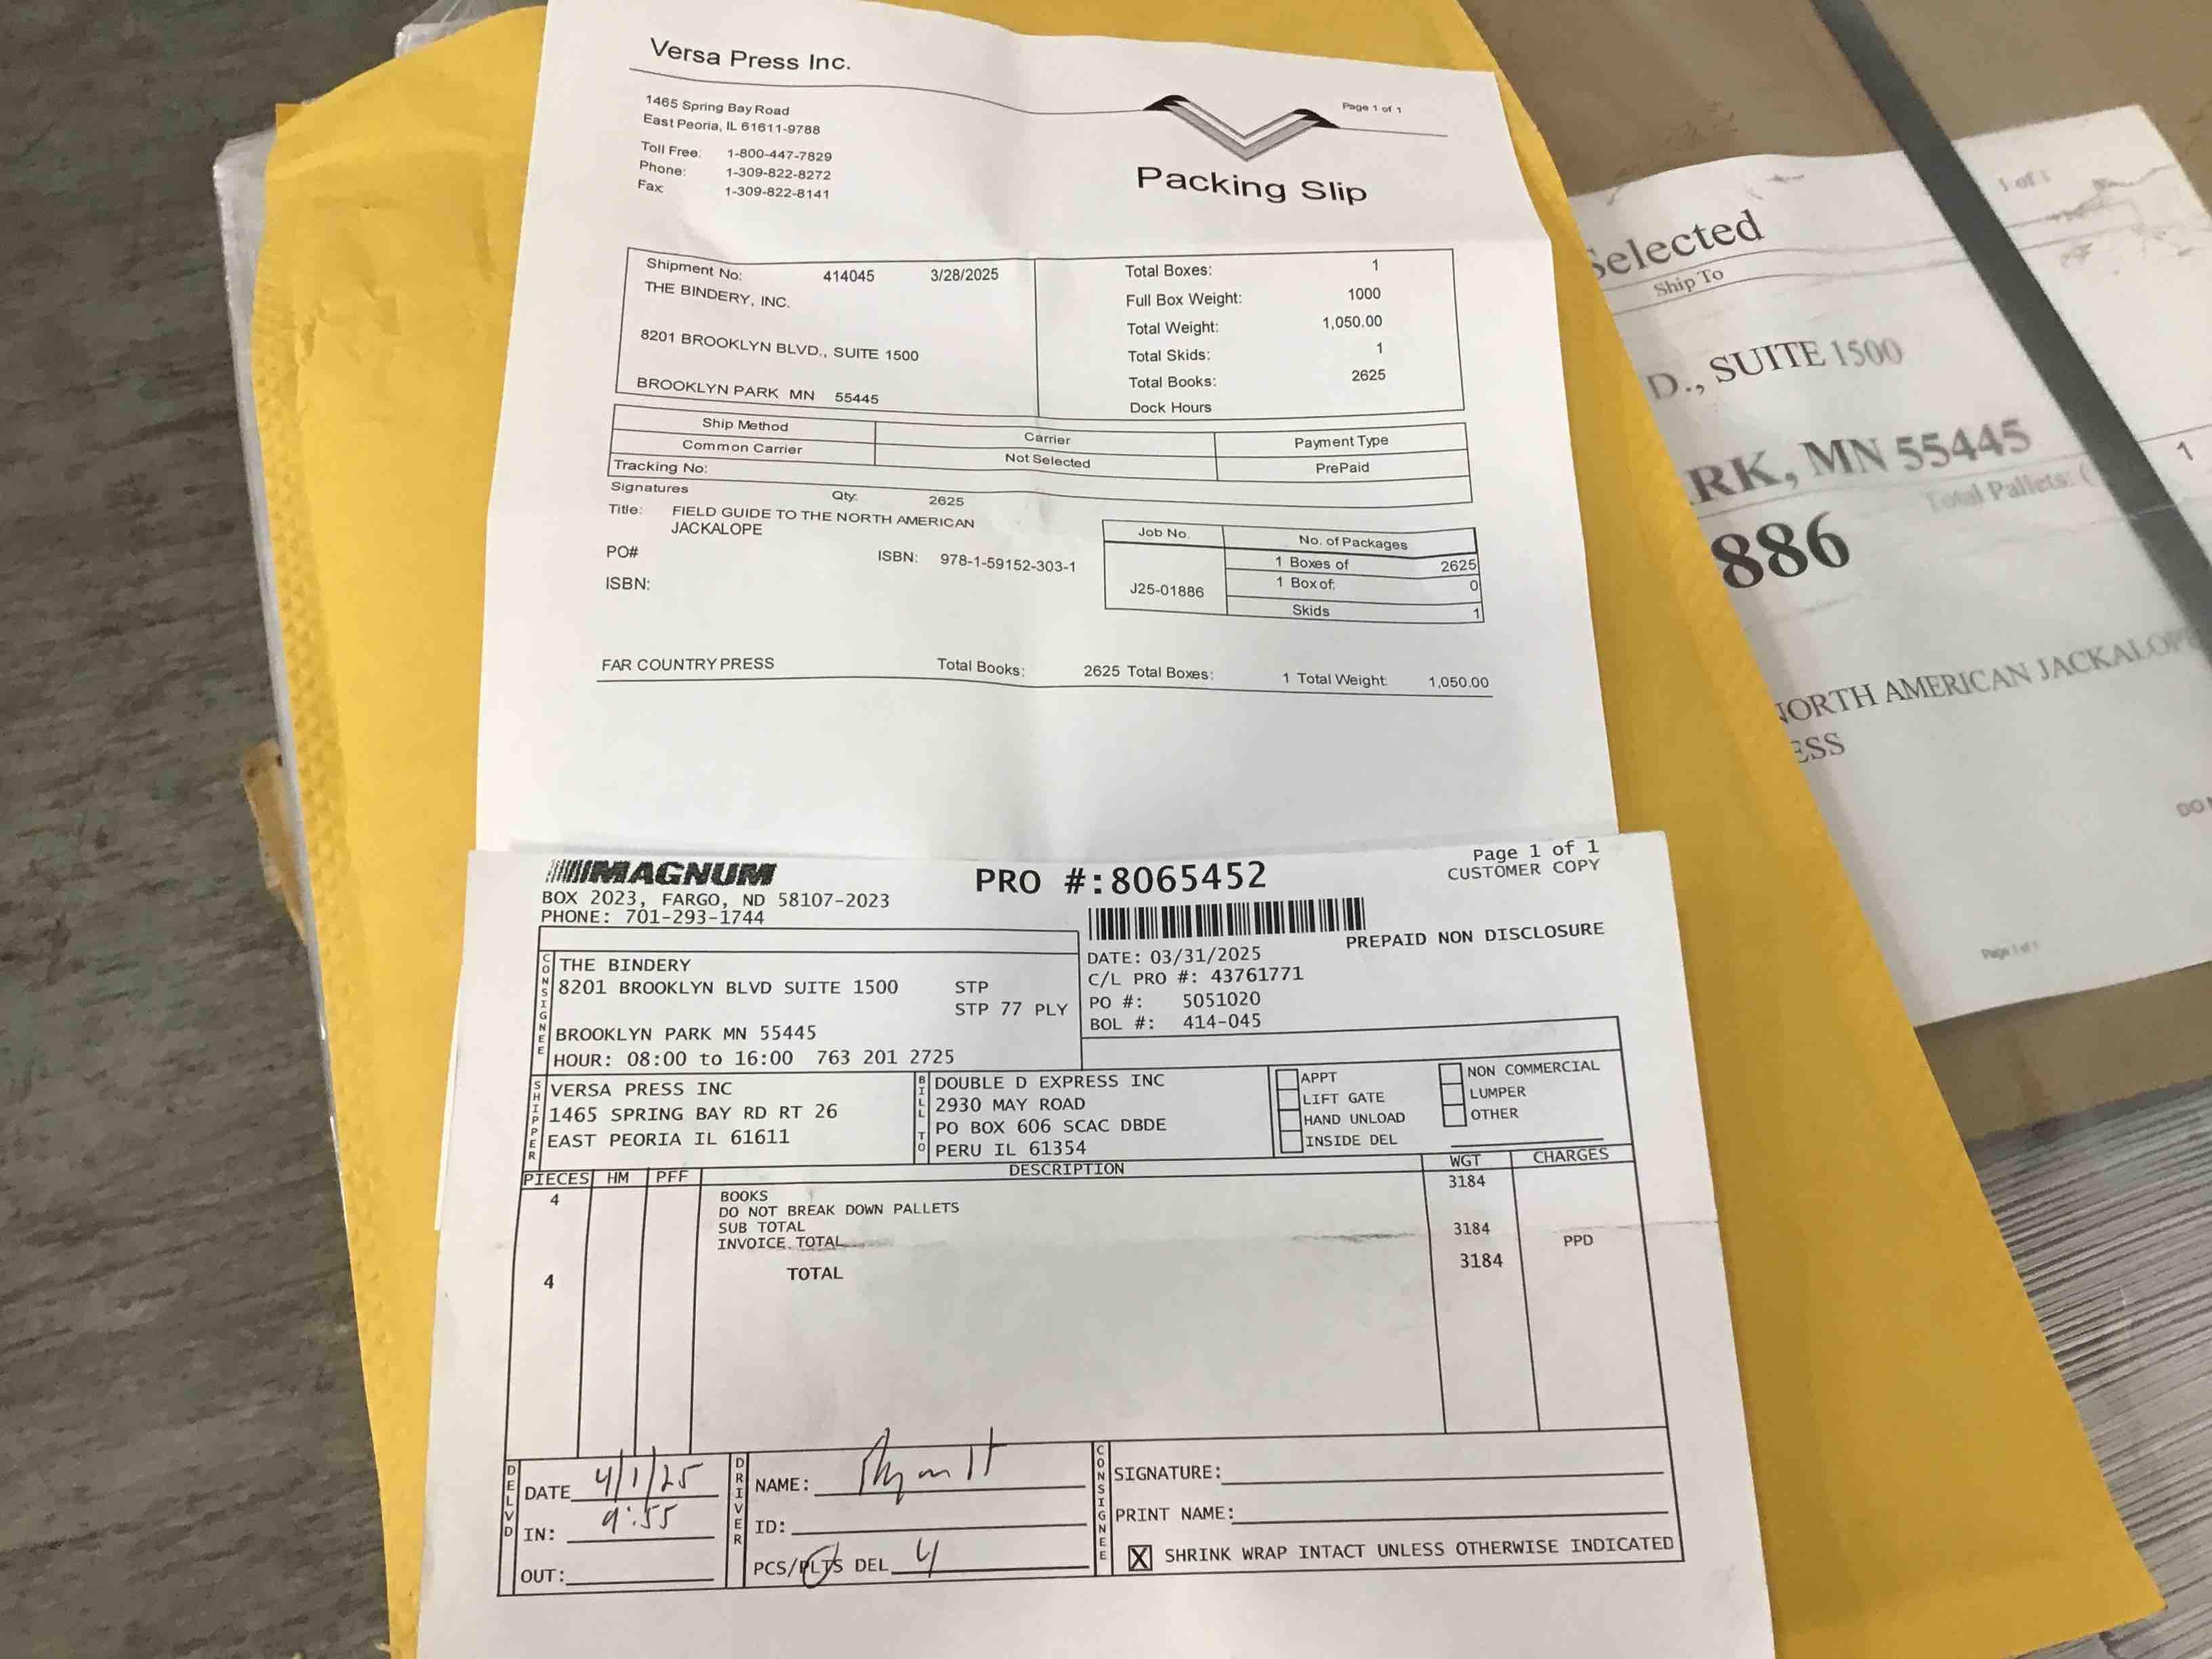 Versa Press Inc.
1465 Spring Bay Road
East Peoria, IL 61611-9788
Toll Free: 1-800-447-7829
Phone: 1-309-822-8272
Fax: 1-309-822-8141
Page 1 of 1
Packing Slip
Shipment No: 414045 3/28/2025
THE BINDERY, INC.
8201 BROOKLYN BLVD., SUITE 1500
BROOKLYN PARK MN 55445
Total Boxes: 1
Full Box Weight: 1000
Total Weight: 1,050.00
Total Skids: 1
Total Books: 2625
Dock Hours
Ship Method Carrier Payment Type
Common Carrier Not Selected PrePaid
Tracking No:
Signatures Qty: 2625
Title: FIELD GUIDE TO THE NORTH AMERICAN
JACKALOPE
PO# ISBN: 978-1-59152-303-1
ISBN:
Job No. No. of Packages
1 Boxes of 2625
J25-01886 1 Box of: 0
Skids 1
FAR COUNTRY PRESS Total Books: 2625 Total Boxes: 1 Total Weight: 1,050.00
MAGNUM
BOX 2023, FARGO, ND 58107-2023
PHONE: 701-293-1744
PRO #:8065452
Page 1 of 1
CUSTOMER COPY
PREPAID NON DISCLOSURE
DATE: 03/31/2025
C/L PRO #: 43761771
PO #: 5051020
BOL #: 414-045
CONSIGNEE
THE BINDERY
8201 BROOKLYN BLVD SUITE 1500 STP
STP 77 PLY
BROOKLYN PARK MN 55445
HOUR: 08:00 to 16:00 763 201 2725
SHIPPER
VERSA PRESS INC
1465 SPRING BAY RD RT 26
EAST PEORIA IL 61611
BILL TO
DOUBLE D EXPRESS INC
2930 MAY ROAD
PO BOX 606 SCAC DBDE
PERU IL 61354
APPT
LIFT GATE
HAND UNLOAD
INSIDE DEL
NON COMMERCIAL
LUMPER
OTHER
PIECES HM PFF DESCRIPTION WGT CHARGES
4 BOOKS 3184
DO NOT BREAK DOWN PALLETS
SUB TOTAL 3184
INVOICE TOTAL PPD
4 TOTAL 3184
DELVD
DATE 4/1/25
IN: 9:55
OUT:
DRIVER
NAME:
ID:
PCS/PLTS DEL 4
CONSIGNEE
SIGNATURE:
PRINT NAME:
X SHRINK WRAP INTACT UNLESS OTHERWISE INDICATED
Selected
1 of 1
Ship To
D., SUITE 1500
RK, MN 55445
Total Pallets: (
1
886
NORTH AMERICAN JACKALOPE
ESS
DO
Page 1 of 1